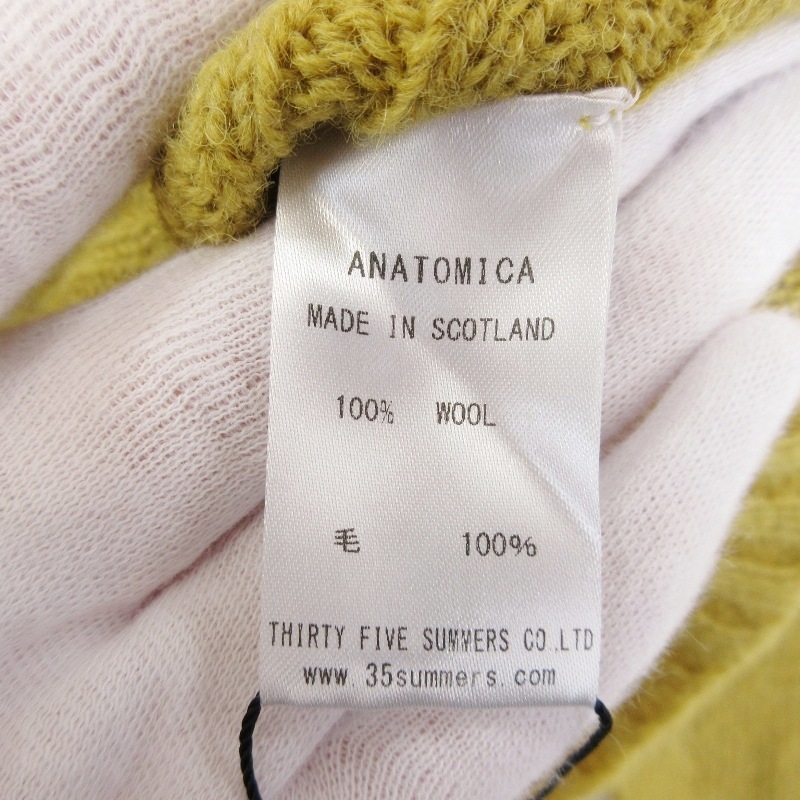 ANATOMICA
MADE IN SCOTLAND
100% WOOL
毛 100%
THIRTY FIVE SUMMERS CO.LTD
www.35summers.com